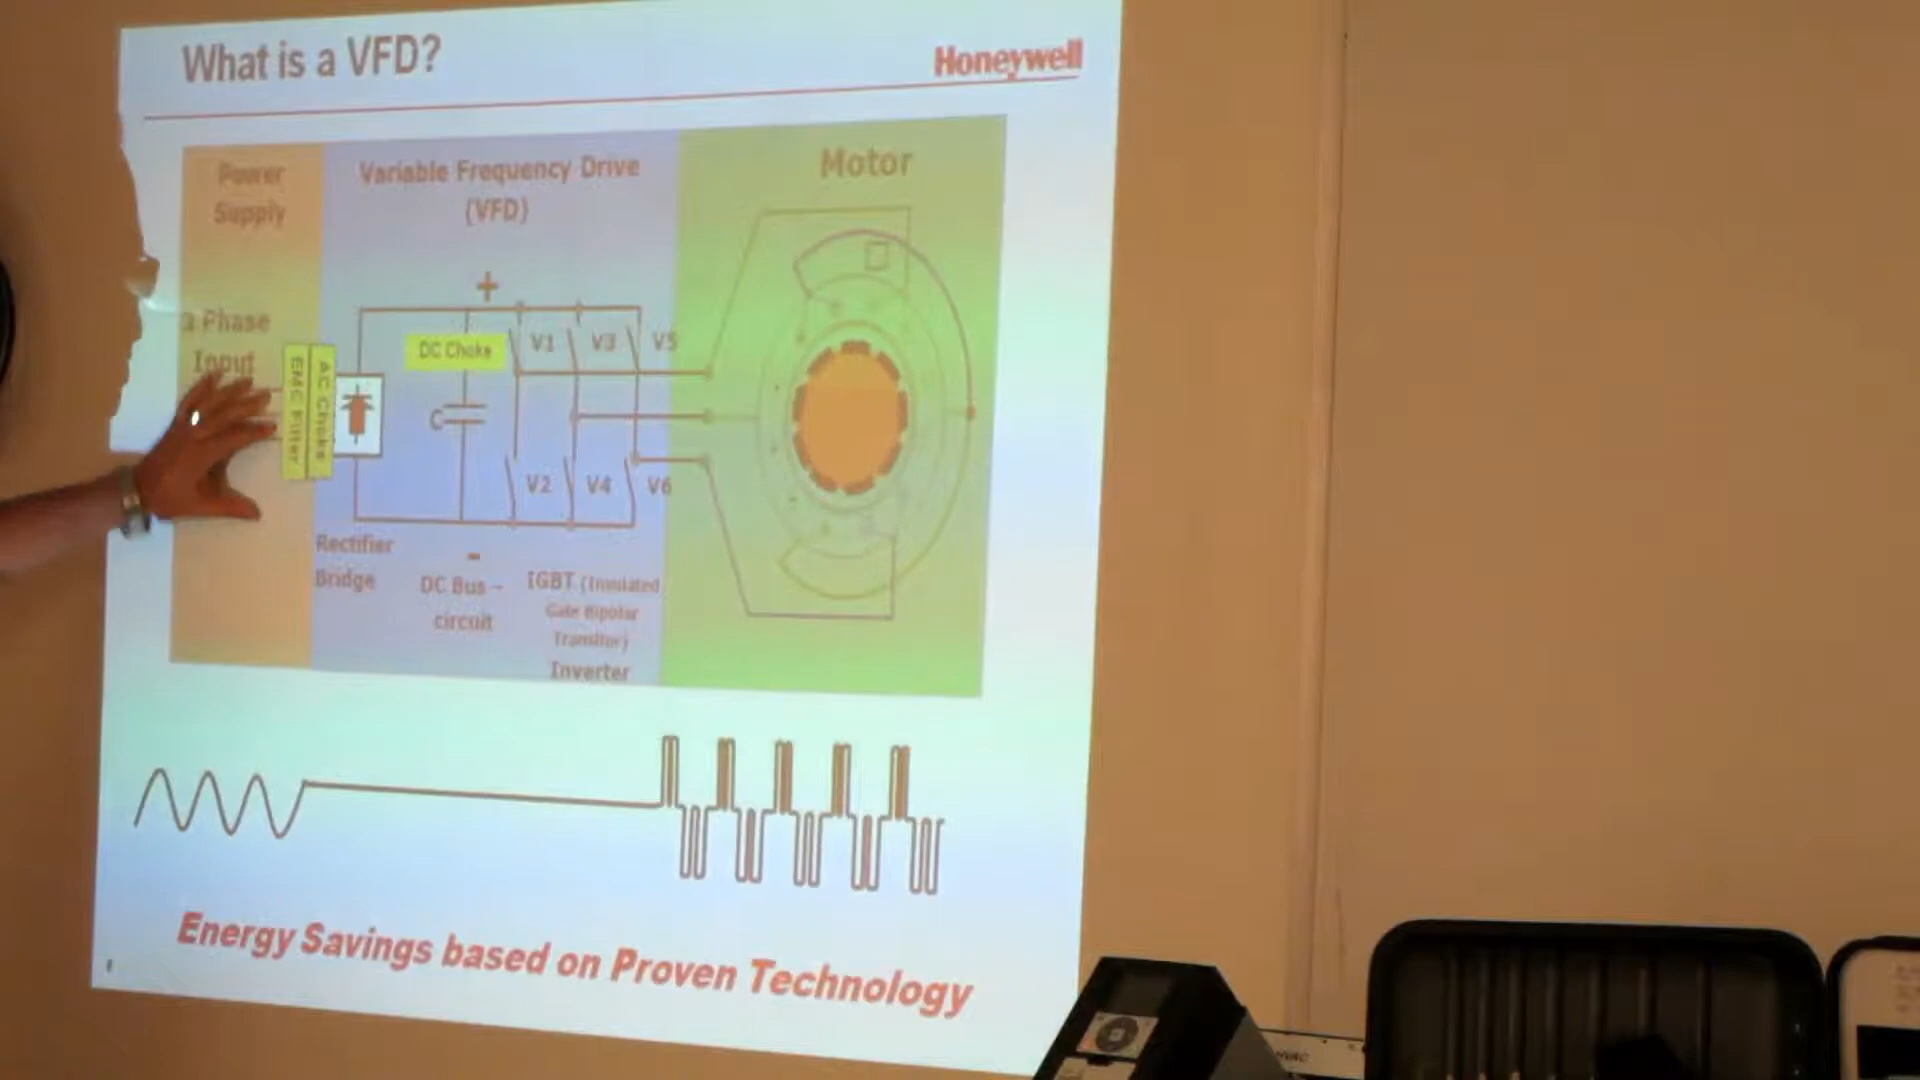 What is a VFD?
Honeywell
Power
Supply
Variable Frequency Drive
(VFD)
Motor
+
3 Phase
Input
EMC Filter
AC Choke
DC Choke
V1
V3
V5
C
V2
V4
V6
Rectifier
Bridge
-
DC Bus -
circuit
IGBT (Insulated
Gate Bipolar
Transitor)
Inverter
Energy Savings based on Proven Technology